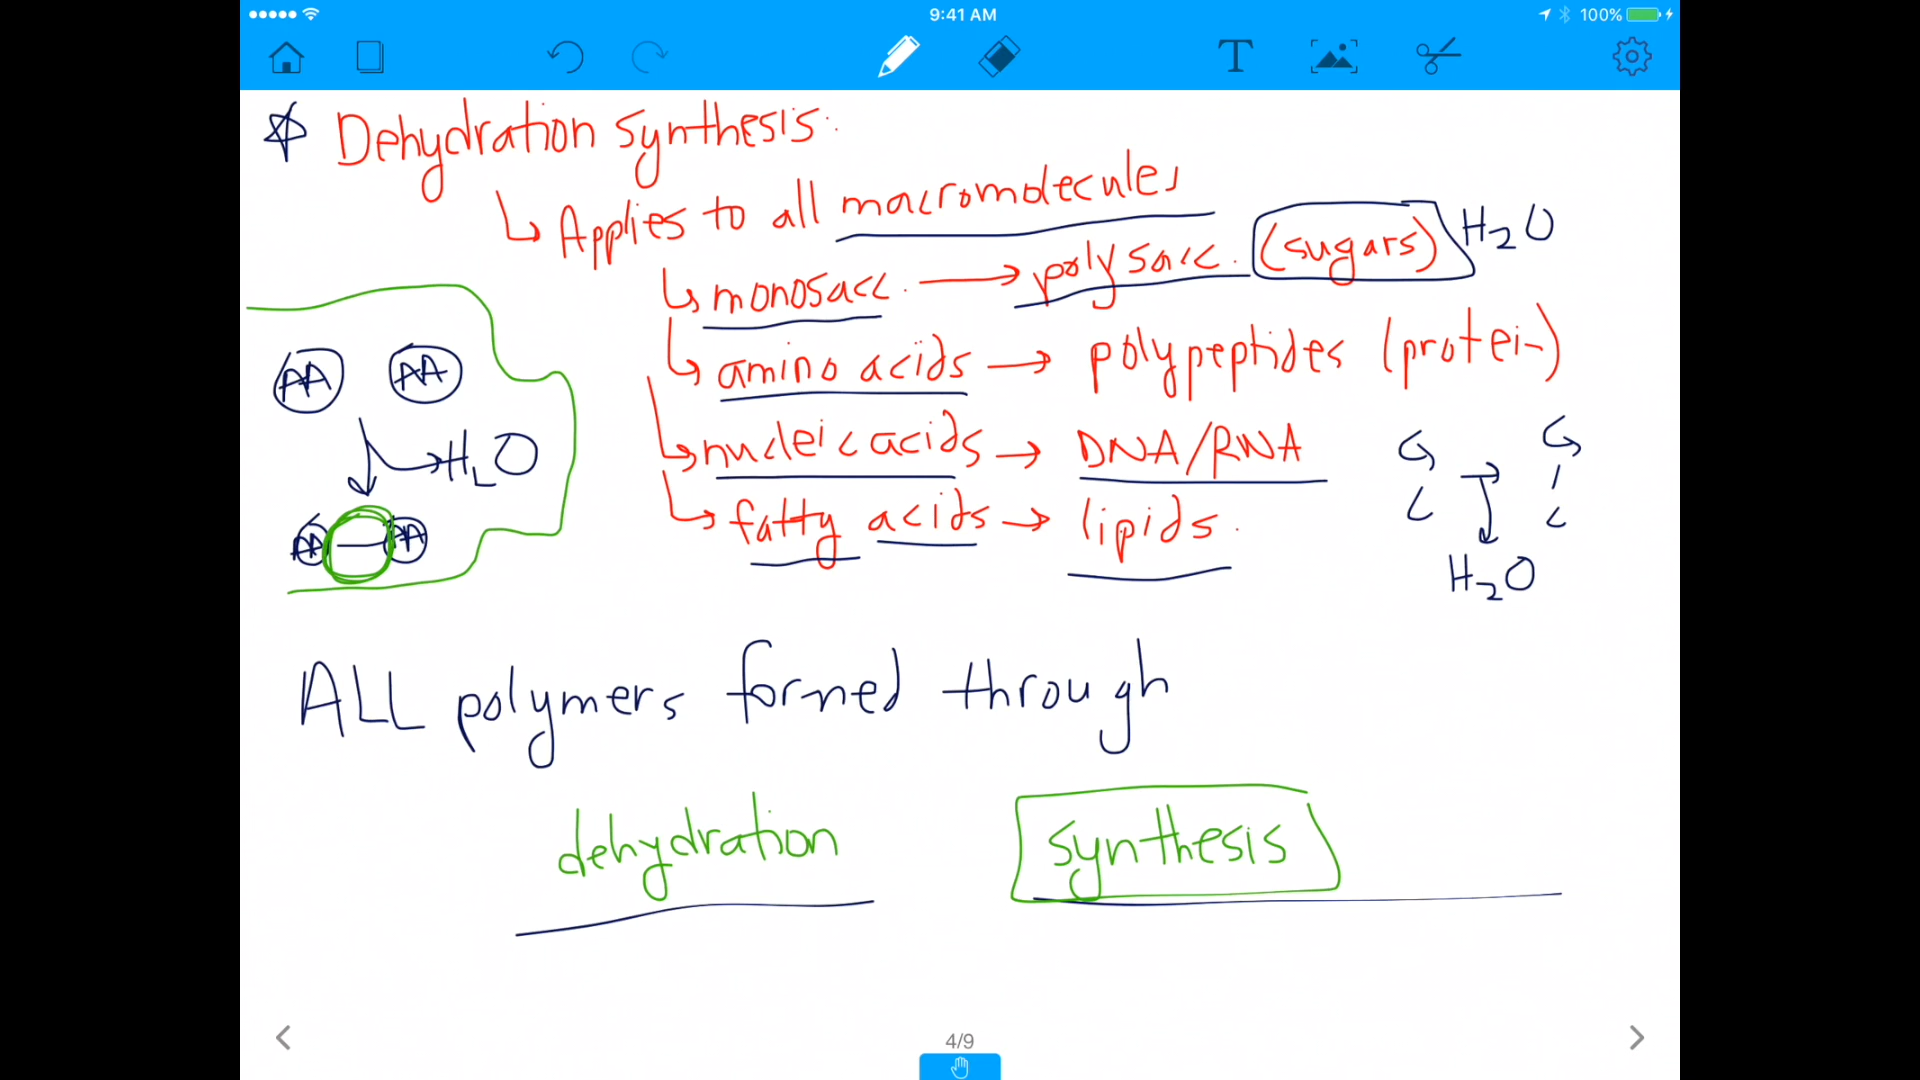 9:41 AM
100%
T
Dehydration Synthesis:
Applies to all macromolecules
monosacc. → polysacc. (sugars) H2O
amino acids → polypeptides (protein)
nucleic acids → DNA/RNA
fatty acids → lipids.
AA AA
H2O
AA — AA
G G
C C
H2O
ALL polymers formed through
dehydration synthesis
4/9